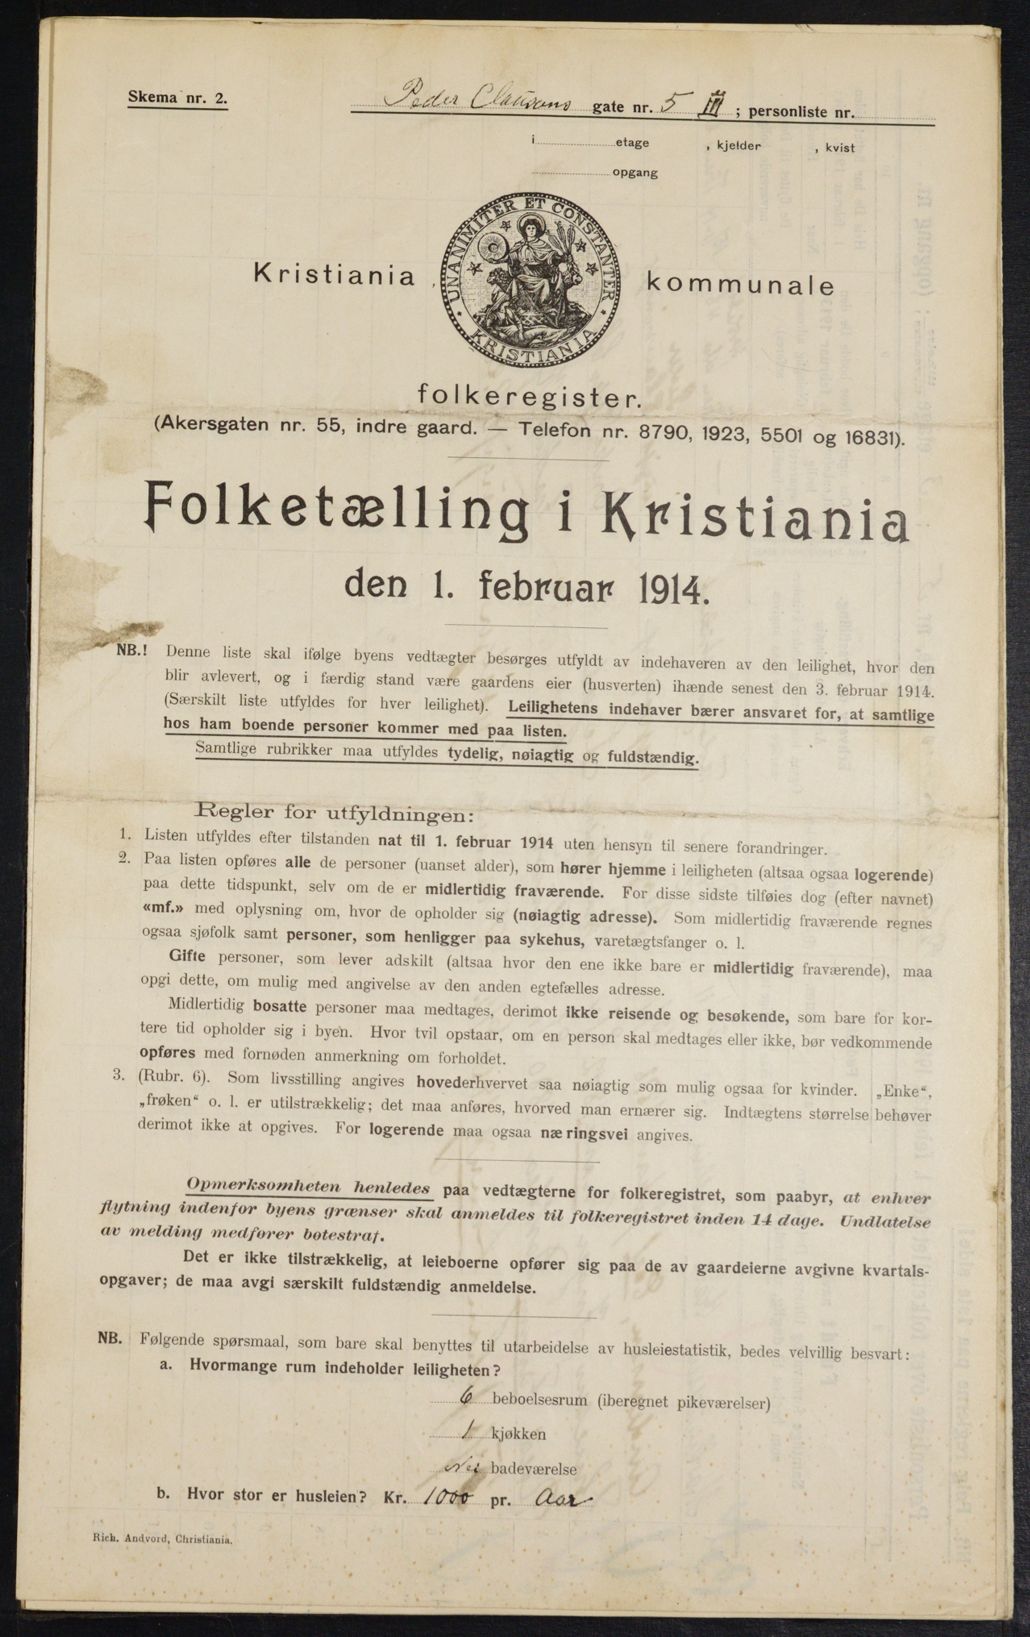 Skema nr. 2.
Peder Clausøns gate nr. 5 III ; personliste nr.
i etage , kjelder , kvist
opgang
UNANIMITER ET CONSTANTER
KRISTIANIA
Kristiania kommunale
folkeregister.
(Akersgaten nr. 55, indre gaard. — Telefon nr. 8790, 1923, 5501 og 16831).
Folketælling i Kristiania
den 1. februar 1914.
NB.! Denne liste skal ifølge byens vedtægter besørges utfyldt av indehaveren av den leilighet, hvor den
blir avlevert, og i færdig stand være gaardens eier (husverten) ihænde senest den 3. februar 1914.
(Særskilt liste utfyldes for hver leilighet). Leilighetens indehaver bærer ansvaret for, at samtlige
hos ham boende personer kommer med paa listen.
Samtlige rubrikker maa utfyldes tydelig, nøiagtig og fuldstændig.
Regler for utfyldningen:
1. Listen utfyldes efter tilstanden nat til 1. februar 1914 uten hensyn til senere forandringer.
2. Paa listen opføres alle de personer (uanset alder), som hører hjemme i leiligheten (altsaa ogsaa logerende)
paa dette tidspunkt, selv om de er midlertidig fraværende. For disse sidste tilføies dog (efter navnet)
«mf.» med oplysning om, hvor de opholder sig (nøiagtig adresse). Som midlertidig fraværende regnes
ogsaa sjøfolk samt personer, som henligger paa sykehus, varetægtsfanger o. l.
Gifte personer, som lever adskilt (altsaa hvor den ene ikke bare er midlertidig fraværende), maa
opgi dette, om mulig med angivelse av den anden egtefælles adresse.
Midlertidig bosatte personer maa medtages, derimot ikke reisende og besøkende, som bare for kor-
tere tid opholder sig i byen. Hvor tvil opstaar, om en person skal medtages eller ikke, bør vedkommende
opføres med fornøden anmerkning om forholdet.
3. (Rubr. 6). Som livsstilling angives hovederhvervet saa nøiagtig som mulig ogsaa for kvinder. „Enke“,
„frøken“ o. l. er utilstrækkelig; det maa anføres, hvorved man ernærer sig. Indtægtens størrelse behøver
derimot ikke at opgives. For logerende maa ogsaa næringsvei angives.
Opmerksomheten henledes paa vedtægterne for folkeregistret, som paabyr, at enhver
flytning indenfor byens grænser skal anmeldes til folkeregistret inden 14 dage. Undlatelse
av melding medfører bøtestraf.
Det er ikke tilstrækkelig, at leieboerne opfører sig paa de av gaardeierne avgivne kvartals-
opgaver; de maa avgi særskilt fuldstændig anmeldelse.
NB. Følgende spørsmaal, som bare skal benyttes til utarbeidelse av husleiestatistik, bedes velvillig besvart:
a. Hvormange rum indeholder leiligheten?
6 beboelsesrum (iberegnet pikeværelser)
1 kjøkken
Nei badeværelse
b. Hvor stor er husleien? Kr. 1000 pr. Aar
Rich. Andvord, Christiania.